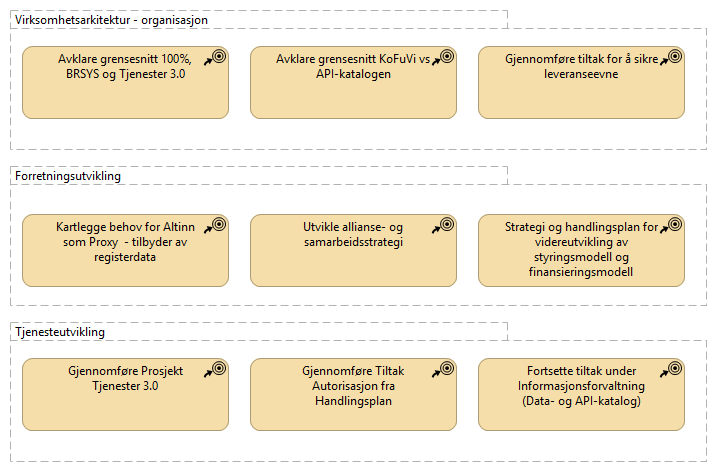 Virksomhetsarkitektur - organisasjon
Avklare grensesnitt 100%,
BRSYS og Tjenester 3.0
Avklare grensesnitt KoFuVi vs
API-katalogen
Gjennomføre tiltak for å sikre
leveranseevne
Forretningsutvikling
Kartlegge behov for Altinn
som Proxy - tilbyder av
registerdata
Utvikle allianse- og
samarbeidsstrategi
Strategi og handlingsplan for
videreutvikling av
styringsmodell og
finansieringsmodell
Tjenesteutvikling
Gjennomføre Prosjekt
Tjenester 3.0
Gjennomføre Tiltak
Autorisasjon fra
Handlingsplan
Fortsette tiltak under
Informasjonsforvaltning
(Data- og API-katalog)